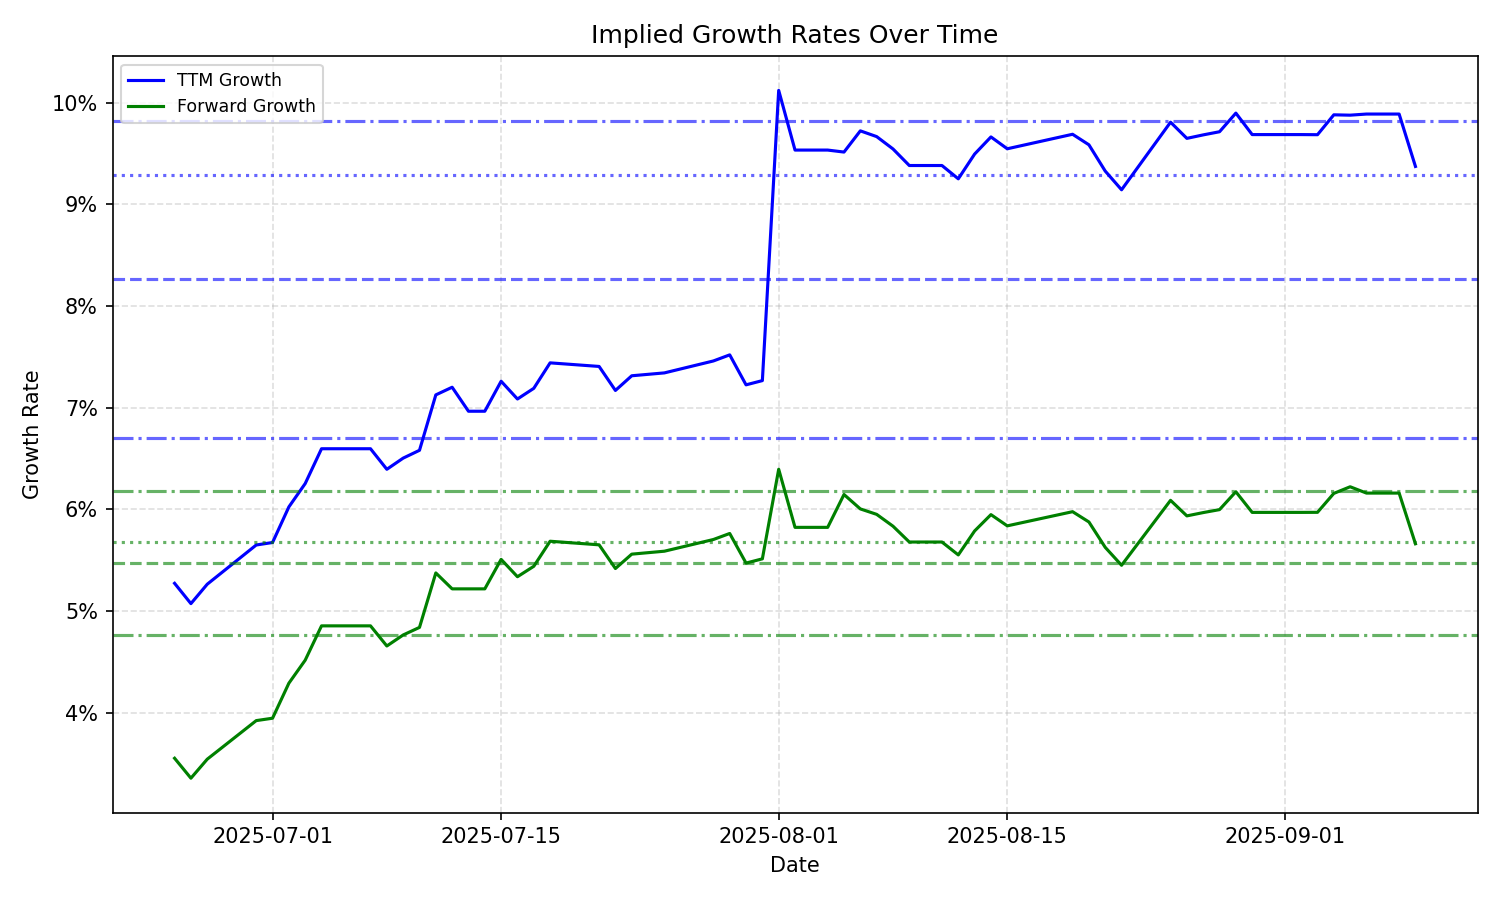 Implied Growth Rates Over Time
TTM Growth
Forward Growth
Growth Rate
10%
9%
8%
7%
6%
5%
4%
2025-07-01
2025-07-15
2025-08-01
2025-08-15
2025-09-01
Date